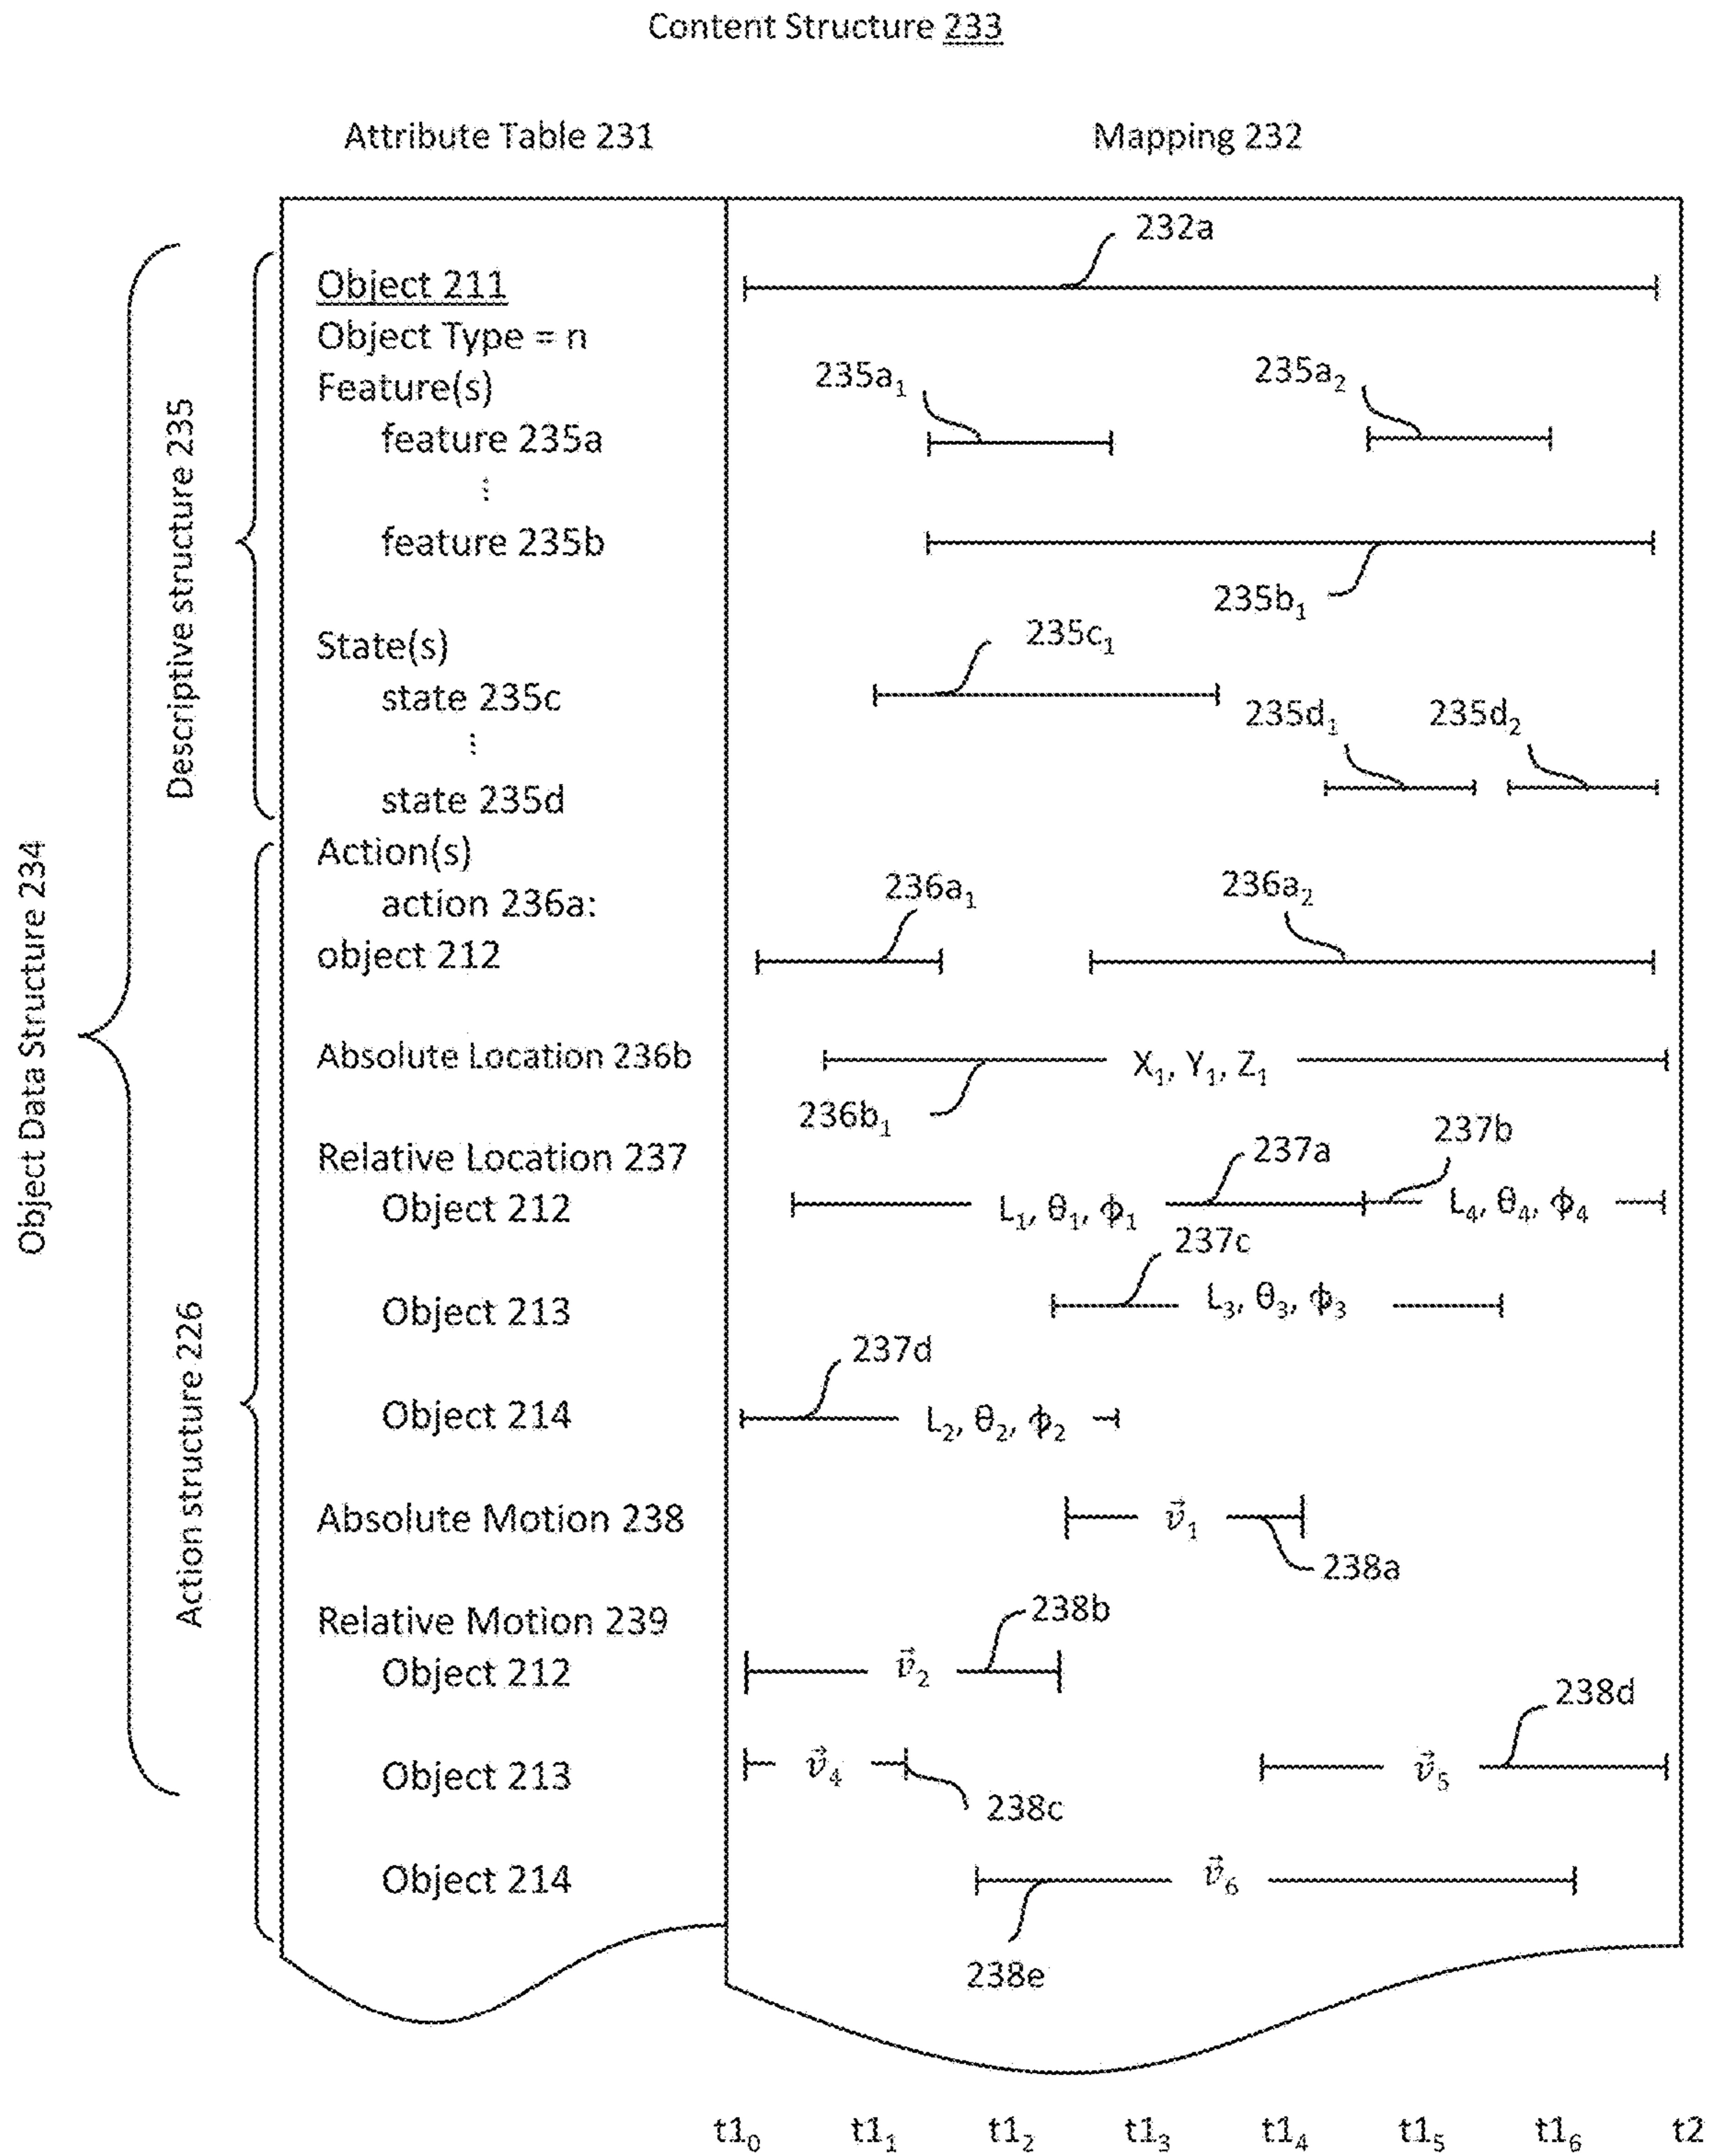 Content Structure 233
Attribute Table 231
Mapping 232
232a
Object 211
Object Type = n
235a₁
235a₂
Feature(s)
feature 235a
⋮
feature 235b
235b₁
State(s)
235c₁
state 235c
⋮
235d₁
235d₂
state 235d
Descriptive structure 235
Object Data Structure 234
Action structure 226
Action(s)
action 236a:
236a₁
236a₂
object 212
Absolute Location 236b
X₁, Y₁, Z₁
236b₁
Relative Location 237
237a
237b
Object 212
L₁, θ₁, ϕ₁
L₄, θ₄, ϕ₄
237c
Object 213
L₃, θ₃, ϕ₃
237d
Object 214
L₂, θ₂, ϕ₂
Absolute Motion 238
v⃗₁
238a
Relative Motion 239
238b
Object 212
v⃗₂
238d
Object 213
v⃗₄
v⃗₅
238c
Object 214
v⃗₆
238e
t1₀ t1₁ t1₂ t1₃ t1₄ t1₅ t1₆ t2